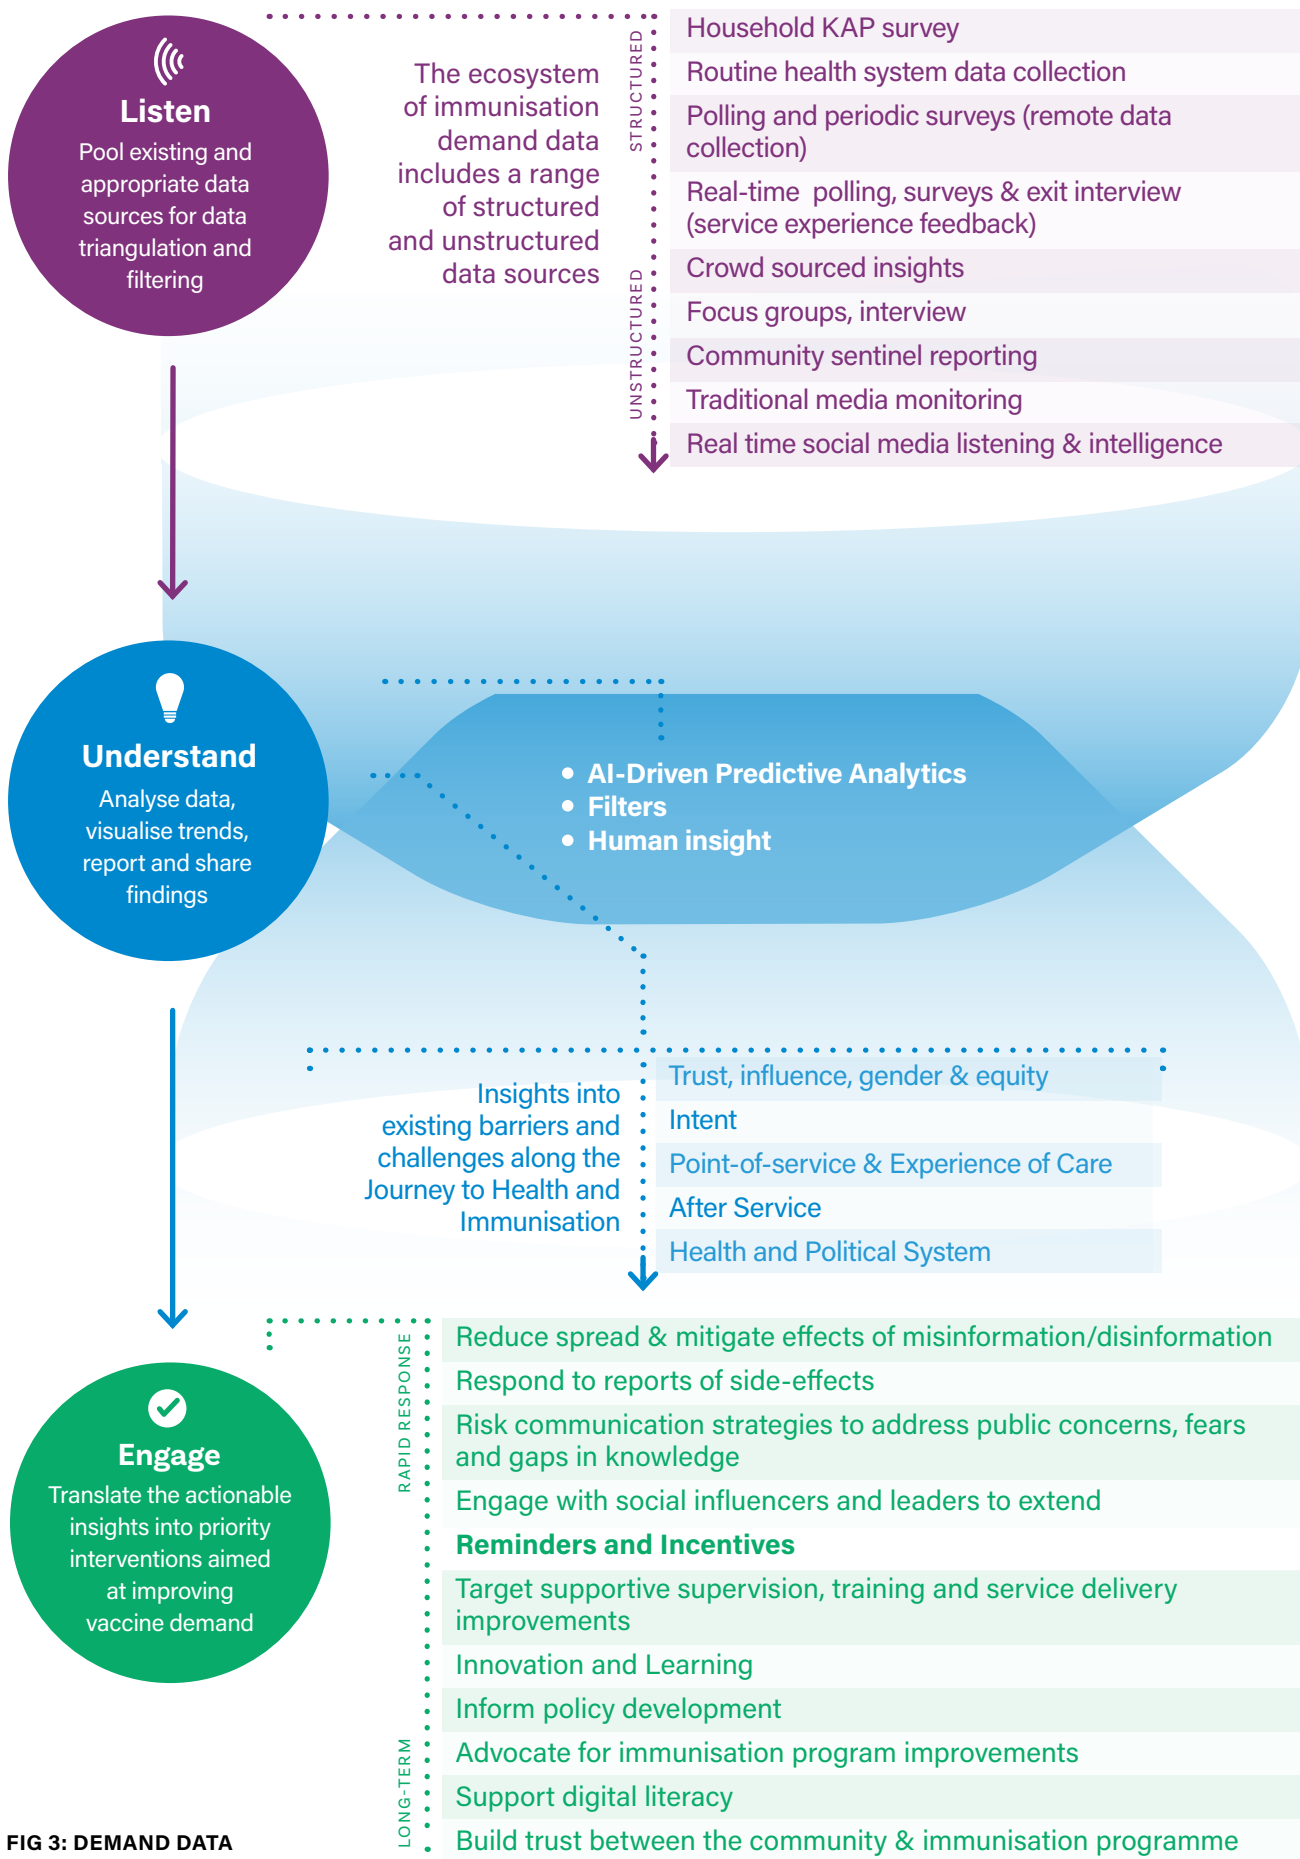 Listen
Pool existing and
appropriate data
sources for data
triangulation and
filtering
The ecosystem
of immunisation
demand data
includes a range
of structured
and unstructured
data sources
STRUCTURED
UNSTRUCTURED
Household KAP survey
Routine health system data collection
Polling and periodic surveys (remote data
collection)
Real-time polling, surveys & exit interview
(service experience feedback)
Crowd sourced insights
Focus groups, interview
Community sentinel reporting
Traditional media monitoring
Real time social media listening & intelligence
Understand
Analyse data,
visualise trends,
report and share
findings
• AI-Driven Predictive Analytics
• Filters
• Human insight
Insights into
existing barriers and
challenges along the
Journey to Health and
Immunisation
Trust, influence, gender & equity
Intent
Point-of-service & Experience of Care
After Service
Health and Political System
Engage
Translate the actionable
insights into priority
interventions aimed
at improving
vaccine demand
RAPID RESPONSE
LONG-TERM
Reduce spread & mitigate effects of misinformation/disinformation
Respond to reports of side-effects
Risk communication strategies to address public concerns, fears
and gaps in knowledge
Engage with social influencers and leaders to extend
Reminders and Incentives
Target supportive supervision, training and service delivery
improvements
Innovation and Learning
Inform policy development
Advocate for immunisation program improvements
Support digital literacy
Build trust between the community & immunisation programme
FIG 3: DEMAND DATA